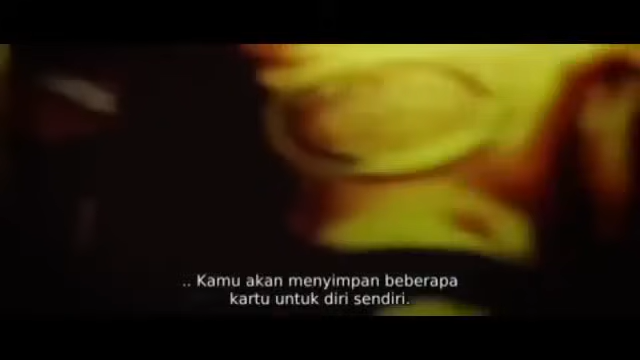 .. Kamu akan menyimpan beberapa
kartu untuk diri sendiri.